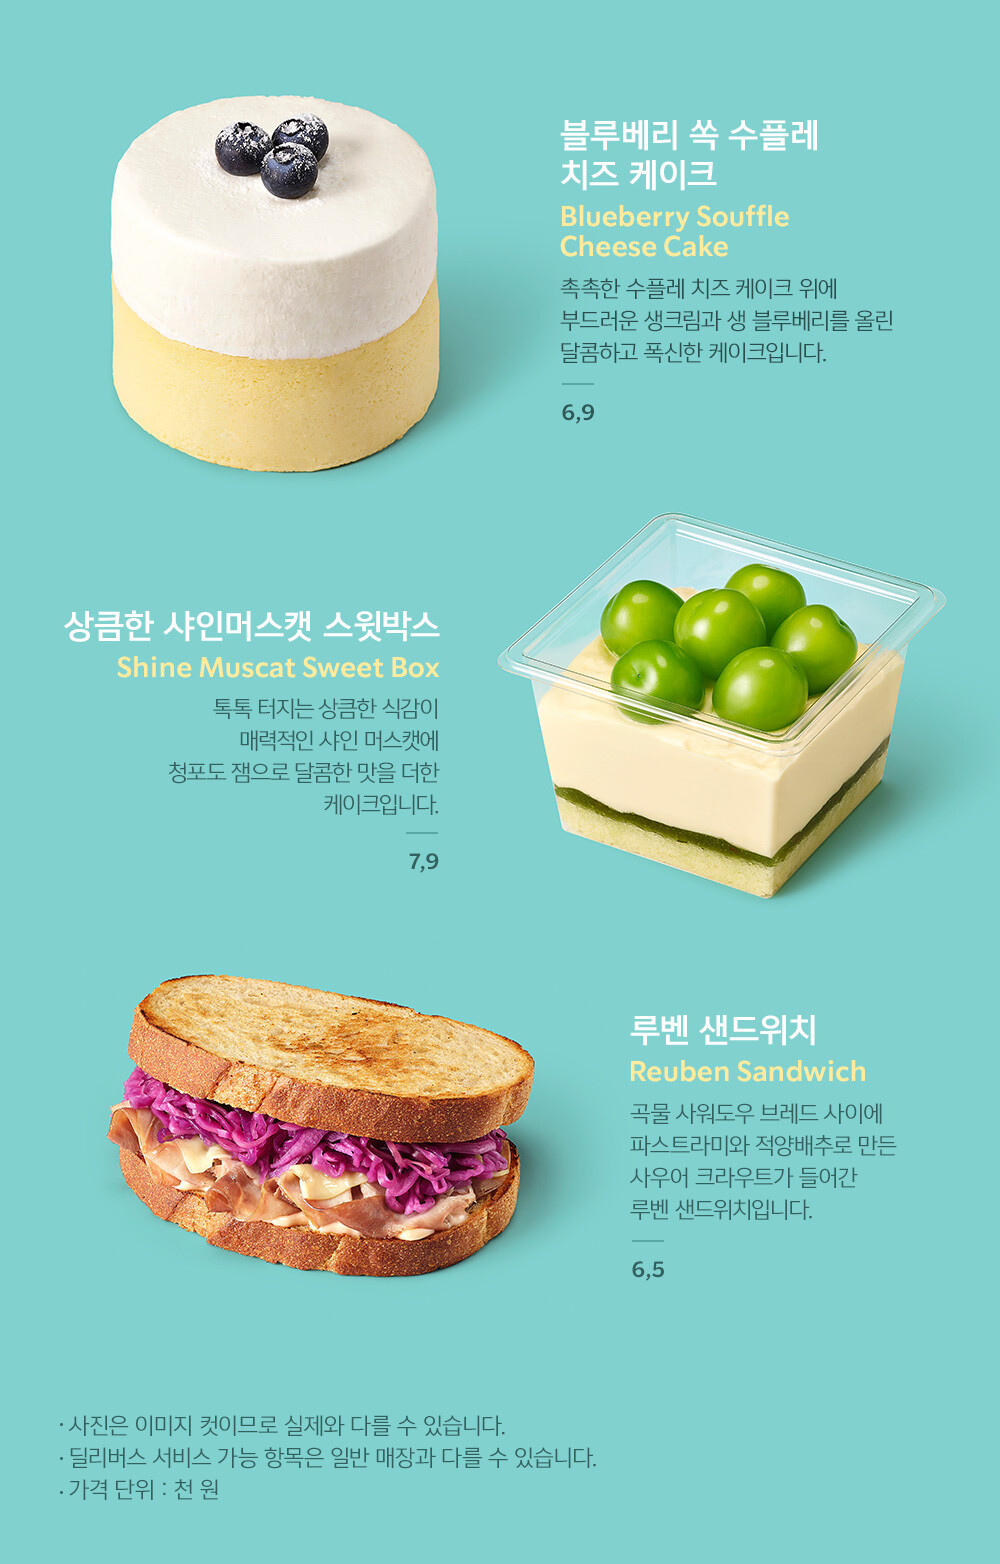 블루베리 쏙 수플레
치즈 케이크
Blueberry Souffle
Cheese Cake
촉촉한 수플레 치즈 케이크 위에
부드러운 생크림과 생 블루베리를 올린
달콤하고 폭신한 케이크입니다.
6,9
상큼한 샤인머스캣 스윗박스
Shine Muscat Sweet Box
톡톡 터지는 상큼한 식감이
매력적인 샤인 머스캣에
청포도 잼으로 달콤한 맛을 더한
케이크입니다.
7,9
루벤 샌드위치
Reuben Sandwich
곡물 사워도우 브레드 사이에
파스트라미와 적양배추로 만든
사우어 크라우트가 들어간
루벤 샌드위치입니다.
6,5
· 사진은 이미지 컷이므로 실제와 다를 수 있습니다.
· 딜리버스 서비스 가능 항목은 일반 매장과 다를 수 있습니다.
· 가격 단위 : 천 원